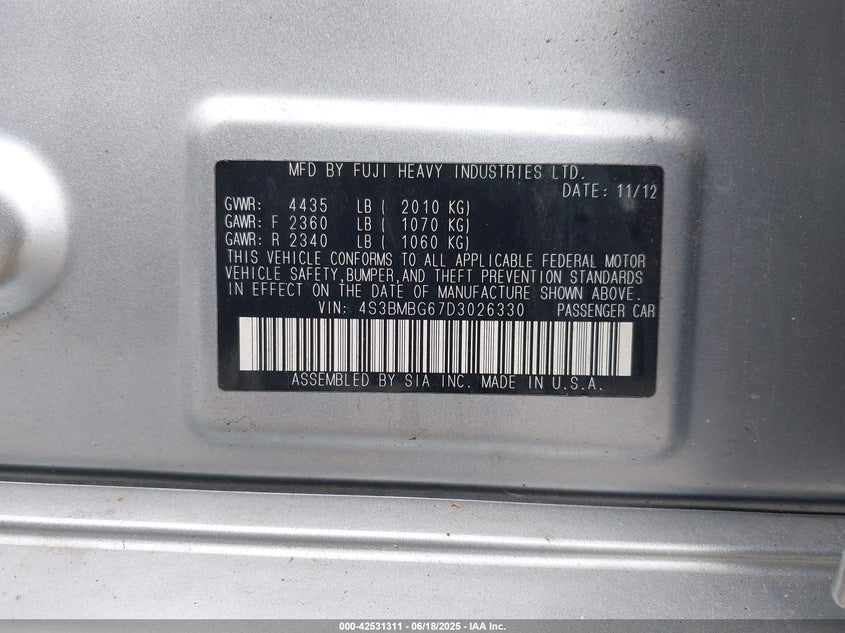 MFD BY FUJI HEAVY INDUSTRIES LTD.
DATE: 11/12
GVWR: 4435 LB ( 2010 KG)
GAWR: F 2360 LB ( 1070 KG)
GAWR: R 2340 LB ( 1060 KG)
THIS VEHICLE CONFORMS TO ALL APPLICABLE FEDERAL MOTOR
VEHICLE SAFETY, BUMPER, AND THEFT PREVENTION STANDARDS
IN EFFECT ON THE DATE OF MANUFACTURE SHOWN ABOVE.
VIN: 4S3BMBG67D3026330 PASSENGER CAR
ASSEMBLED BY SIA INC. MADE IN U.S.A.
000-42531311 - 06/18/2025 - IAA Inc.